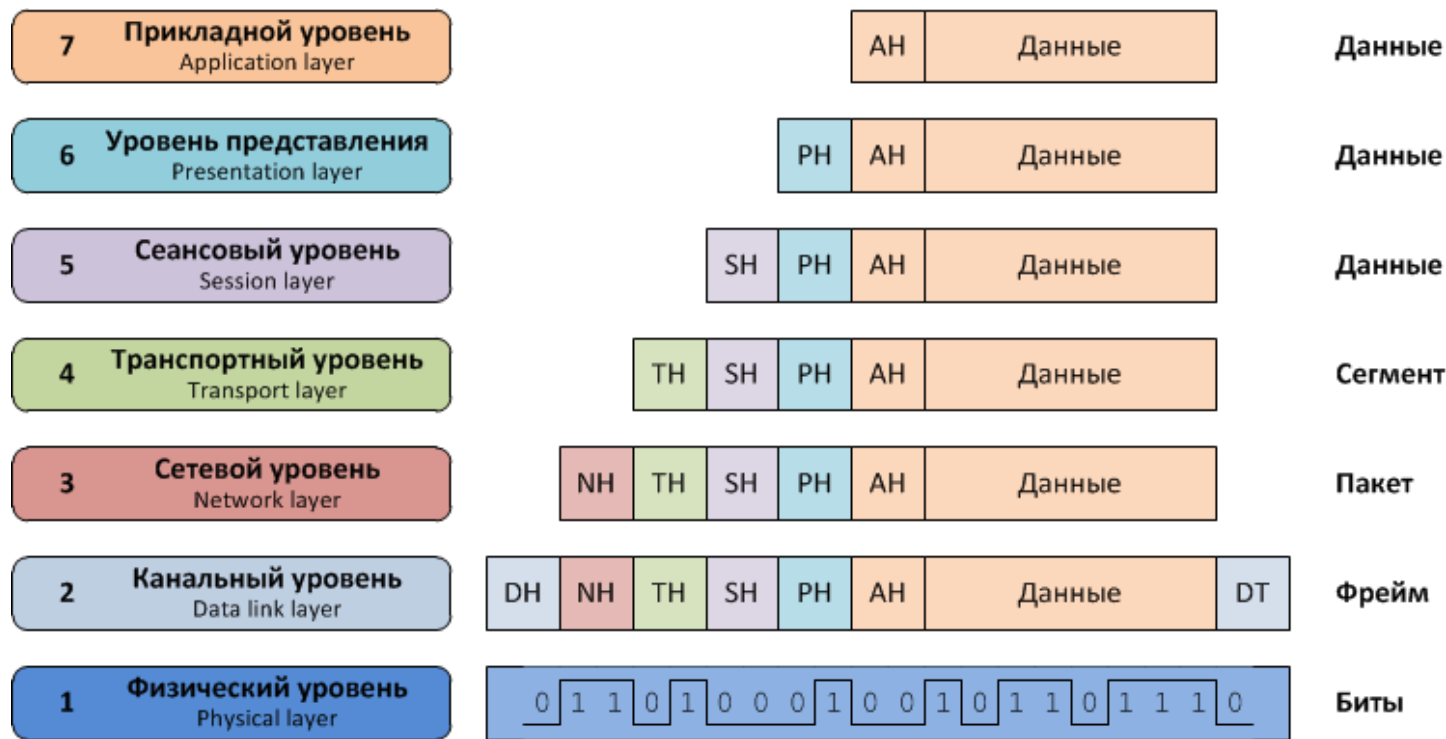 7 Прикладной уровень
Application layer
AH Данные
Данные
6 Уровень представления
Presentation layer
PH AH Данные
Данные
5 Сеансовый уровень
Session layer
SH PH AH Данные
Данные
4 Транспортный уровень
Transport layer
TH SH PH AH Данные
Сегмент
3 Сетевой уровень
Network layer
NH TH SH PH AH Данные
Пакет
2 Канальный уровень
Data link layer
DH NH TH SH PH AH Данные DT
Фрейм
1 Физический уровень
Physical layer
0 1 1 0 1 0 0 0 1 0 0 1 0 1 1 0 1 1 1 0
Биты